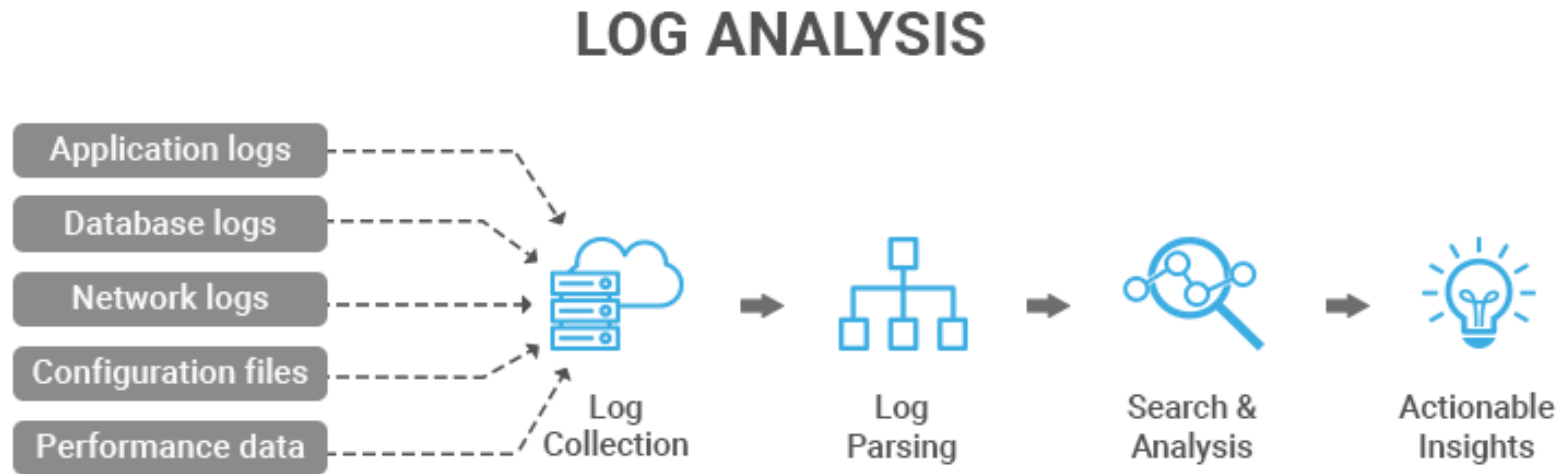 LOG ANALYSIS
Application logs
Database logs
Network logs
Configuration files
Performance data
Log
Collection
Log
Parsing
Search &
Analysis
Actionable
Insights